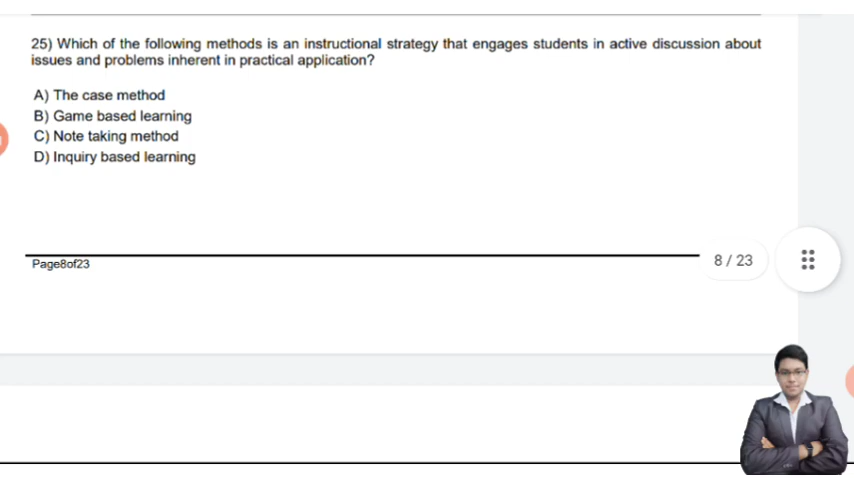 25) Which of the following methods is an instructional strategy that engages students in active discussion about
issues and problems inherent in practical application?
A) The case method
B) Game based learning
C) Note taking method
D) Inquiry based learning
Page8of23
8 / 23